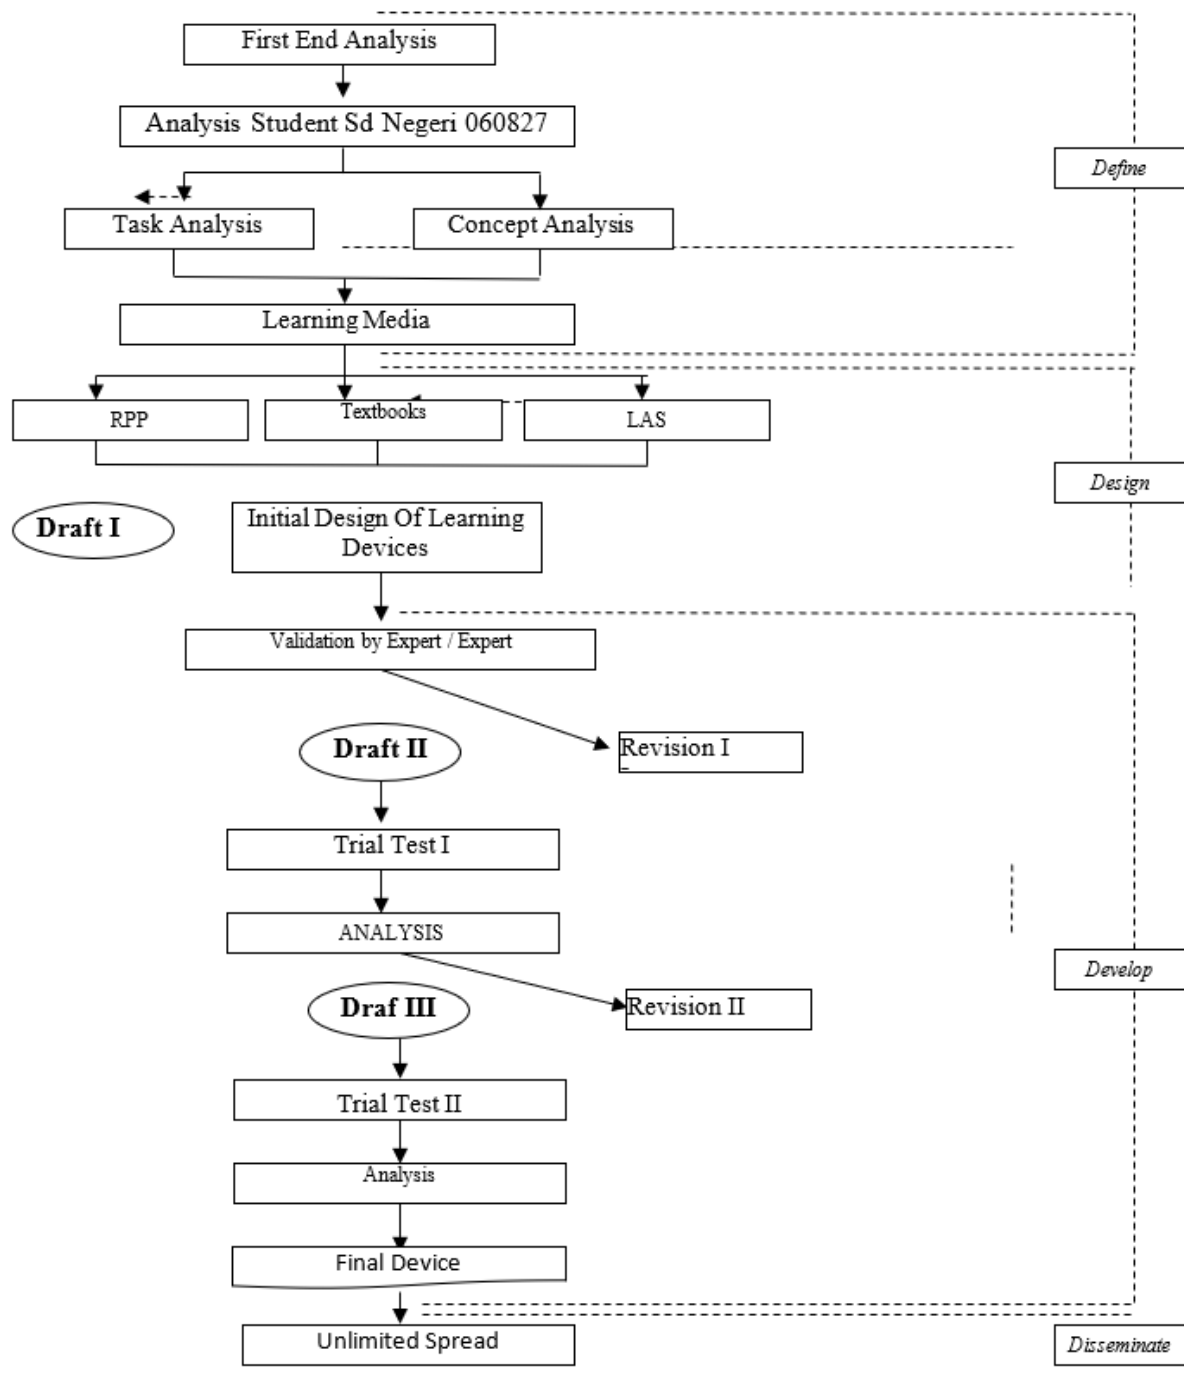 First End Analysis
Analysis Student Sd Negeri 060827
Define
Task Analysis
Concept Analysis
Learning Media
RPP
Textbooks
LAS
Design
Draft I
Initial Design Of Learning
Devices
Validation by Expert / Expert
Draft II
Revision I
Trial Test I
ANALYSIS
Develop
Draf III
Revision II
Trial Test II
Analysis
Final Device
Unlimited Spread
Disseminate